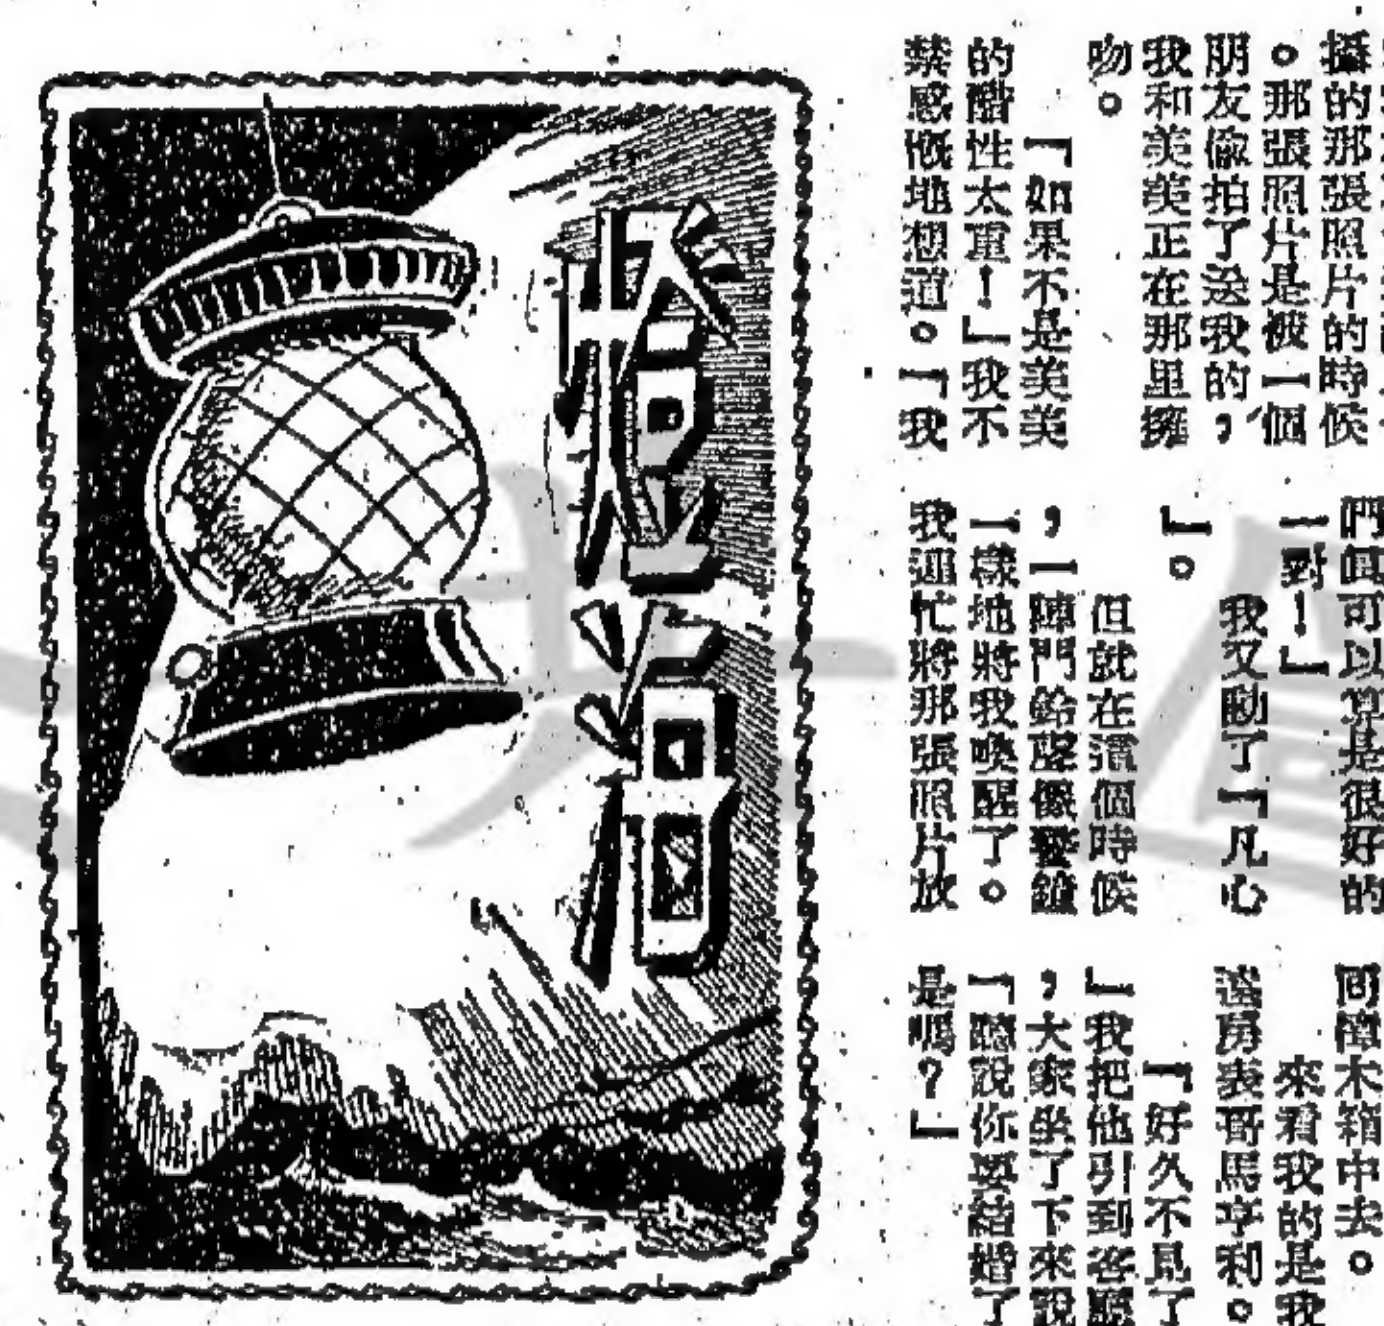 攝的那張照片的時候
。那張照片是被一個
朋友偸拍了送我的，
我和美美正在那里擁
吻。
『如果不是美美
的醋性太重！』我不
禁感慨地想道。『我
們倆可以算是很好的
一對！』
我又動了『凡心
』。
但就在這個時候
，一陣門鈴聲像警鐘
一樣地將我喚醒了。
我連忙將那張照片放
囘樟木箱中去。
來看我的是我
遠房表哥馬亨利。
『好久不見了
』我把他引到客廳
，大家坐了下來說
『聽說你要結婚了
是嗎？』
燈海